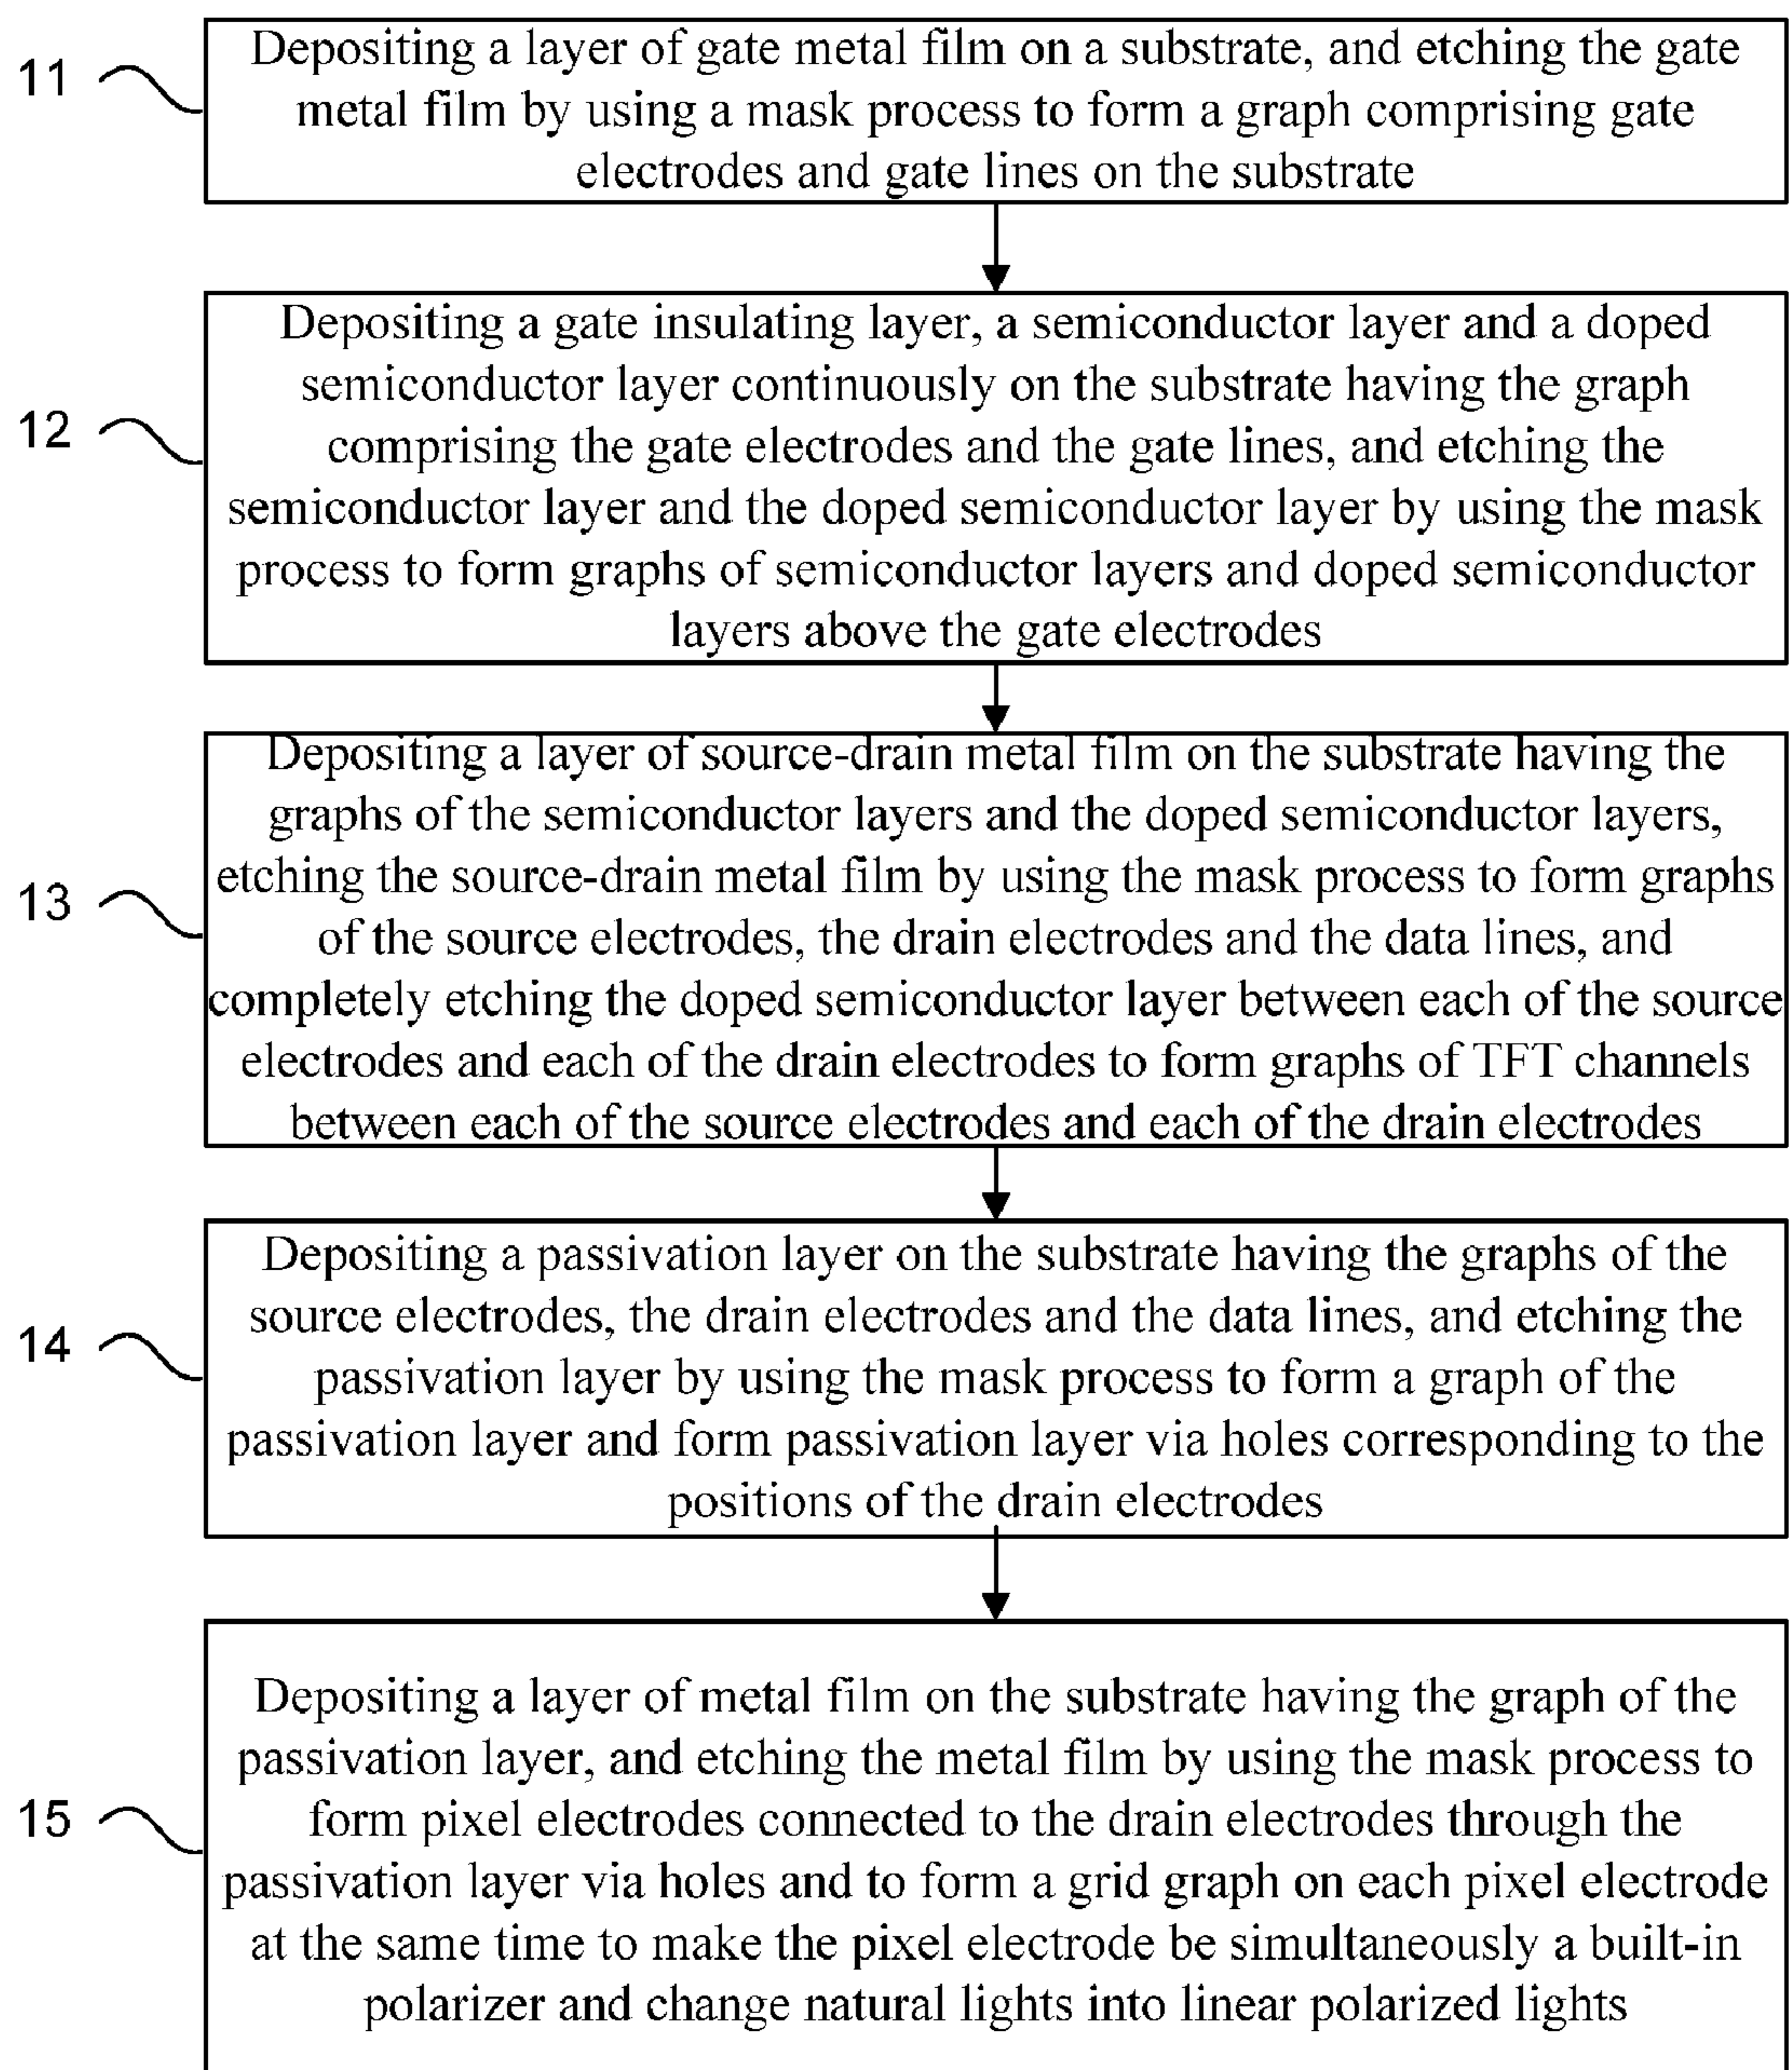 11
Depositing a layer of gate metal film on a substrate, and etching the gate
metal film by using a mask process to form a graph comprising gate
electrodes and gate lines on the substrate
12
Depositing a gate insulating layer, a semiconductor layer and a doped
semiconductor layer continuously on the substrate having the graph
comprising the gate electrodes and the gate lines, and etching the
semiconductor layer and the doped semiconductor layer by using the mask
process to form graphs of semiconductor layers and doped semiconductor
layers above the gate electrodes
13
Depositing a layer of source-drain metal film on the substrate having the
graphs of the semiconductor layers and the doped semiconductor layers,
etching the source-drain metal film by using the mask process to form graphs
of the source electrodes, the drain electrodes and the data lines, and
completely etching the doped semiconductor layer between each of the source
electrodes and each of the drain electrodes to form graphs of TFT channels
between each of the source electrodes and each of the drain electrodes
14
Depositing a passivation layer on the substrate having the graphs of the
source electrodes, the drain electrodes and the data lines, and etching the
passivation layer by using the mask process to form a graph of the
passivation layer and form passivation layer via holes corresponding to the
positions of the drain electrodes
15
Depositing a layer of metal film on the substrate having the graph of the
passivation layer, and etching the metal film by using the mask process to
form pixel electrodes connected to the drain electrodes through the
passivation layer via holes and to form a grid graph on each pixel electrode
at the same time to make the pixel electrode be simultaneously a built-in
polarizer and change natural lights into linear polarized lights